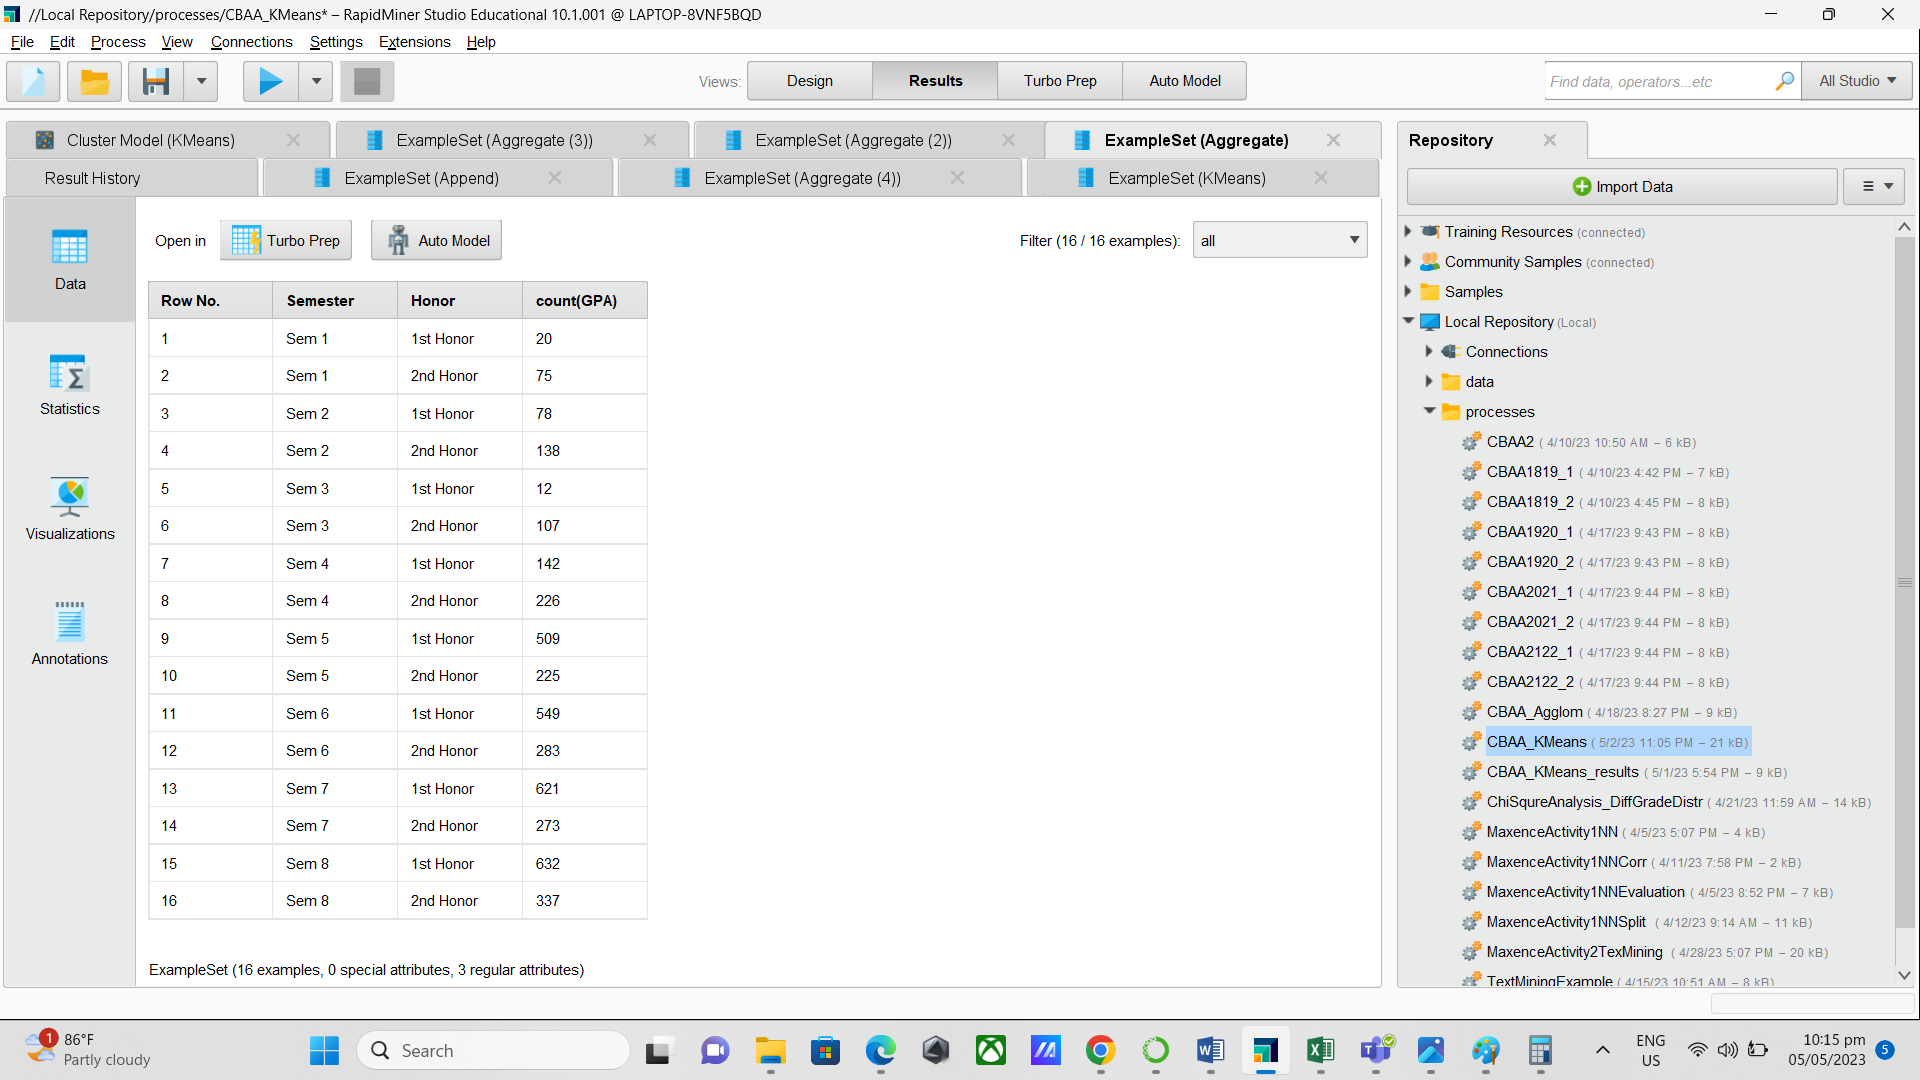 //Local Repository/processes/CBAA_KMeans* – RapidMiner Studio Educational 10.1.001 @ LAPTOP-8VNF5BQD
File Edit Process View Connections Settings Extensions Help
Views: Design Results Turbo Prep Auto Model
Find data, operators...etc
All Studio
Cluster Model (KMeans) ExampleSet (Aggregate (3)) ExampleSet (Aggregate (2)) ExampleSet (Aggregate)
Result History ExampleSet (Append) ExampleSet (Aggregate (4)) ExampleSet (KMeans)
Data
Statistics
Visualizations
Annotations
Open in Turbo Prep Auto Model Filter (16 / 16 examples): all
Row No. Semester Honor count(GPA)
1 Sem 1 1st Honor 20
2 Sem 1 2nd Honor 75
3 Sem 2 1st Honor 78
4 Sem 2 2nd Honor 138
5 Sem 3 1st Honor 12
6 Sem 3 2nd Honor 107
7 Sem 4 1st Honor 142
8 Sem 4 2nd Honor 226
9 Sem 5 1st Honor 509
10 Sem 5 2nd Honor 225
11 Sem 6 1st Honor 549
12 Sem 6 2nd Honor 283
13 Sem 7 1st Honor 621
14 Sem 7 2nd Honor 273
15 Sem 8 1st Honor 632
16 Sem 8 2nd Honor 337
ExampleSet (16 examples, 0 special attributes, 3 regular attributes)
Repository
Import Data
Training Resources (connected)
Community Samples (connected)
Samples
Local Repository (Local)
Connections
data
processes
CBAA2 ( 4/10/23 10:50 AM – 6 kB)
CBAA1819_1 ( 4/10/23 4:42 PM – 7 kB)
CBAA1819_2 ( 4/10/23 4:45 PM – 8 kB)
CBAA1920_1 ( 4/17/23 9:43 PM – 8 kB)
CBAA1920_2 ( 4/17/23 9:43 PM – 8 kB)
CBAA2021_1 ( 4/17/23 9:44 PM – 8 kB)
CBAA2021_2 ( 4/17/23 9:44 PM – 8 kB)
CBAA2122_1 ( 4/17/23 9:44 PM – 8 kB)
CBAA2122_2 ( 4/17/23 9:44 PM – 8 kB)
CBAA_Agglom ( 4/18/23 8:27 PM – 9 kB)
CBAA_KMeans ( 5/2/23 11:05 PM – 21 kB)
CBAA_KMeans_results ( 5/1/23 5:54 PM – 9 kB)
ChiSqureAnalysis_DiffGradeDistr ( 4/21/23 11:59 AM – 14 kB)
MaxenceActivity1NN ( 4/5/23 5:07 PM – 4 kB)
MaxenceActivity1NNCorr ( 4/11/23 7:58 PM – 2 kB)
MaxenceActivity1NNEvaluation ( 4/5/23 8:52 PM – 7 kB)
MaxenceActivity1NNSplit ( 4/12/23 9:14 AM – 11 kB)
MaxenceActivity2TexMining ( 4/28/23 5:07 PM – 20 kB)
TextMiningExample ( 4/15/23 10:51 AM – 8 kB)
1
86°F
Partly cloudy
Search
ENG
US
10:15 pm
05/05/2023
5